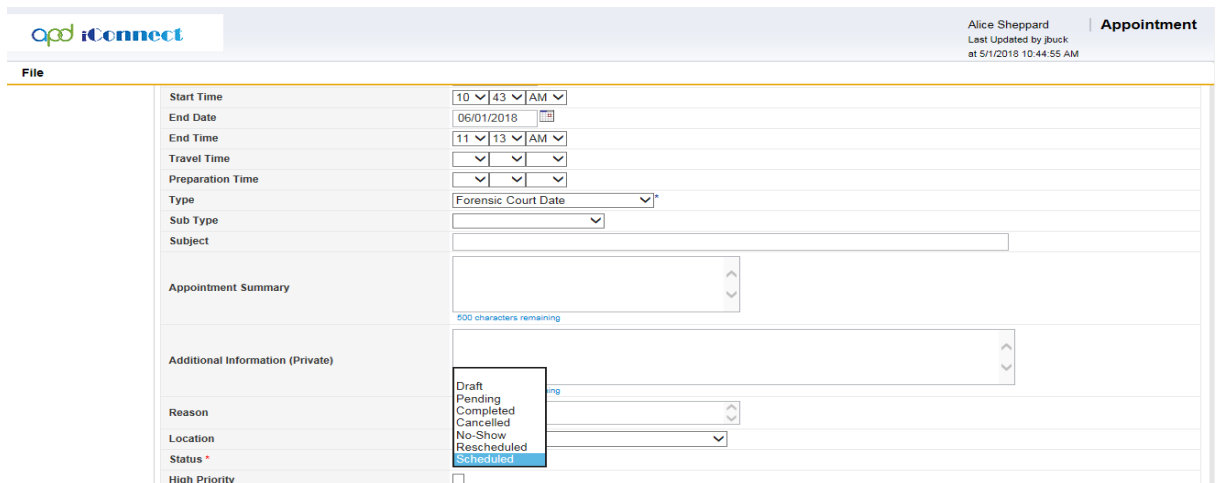 apd iConnect
Alice Sheppard | Appointment
Last Updated by jbuck
at 5/1/2018 10:44:55 AM
File
Start Time 10 43 AM
End Date 06/01/2018
End Time 11 13 AM
Travel Time
Preparation Time
Type Forensic Court Date *
Sub Type
Subject
Appointment Summary
500 characters remaining
Additional Information (Private)
Draft
Pending
Completed
Cancelled
No-Show
Rescheduled
Scheduled
Reason
Location
Status *
High Priority